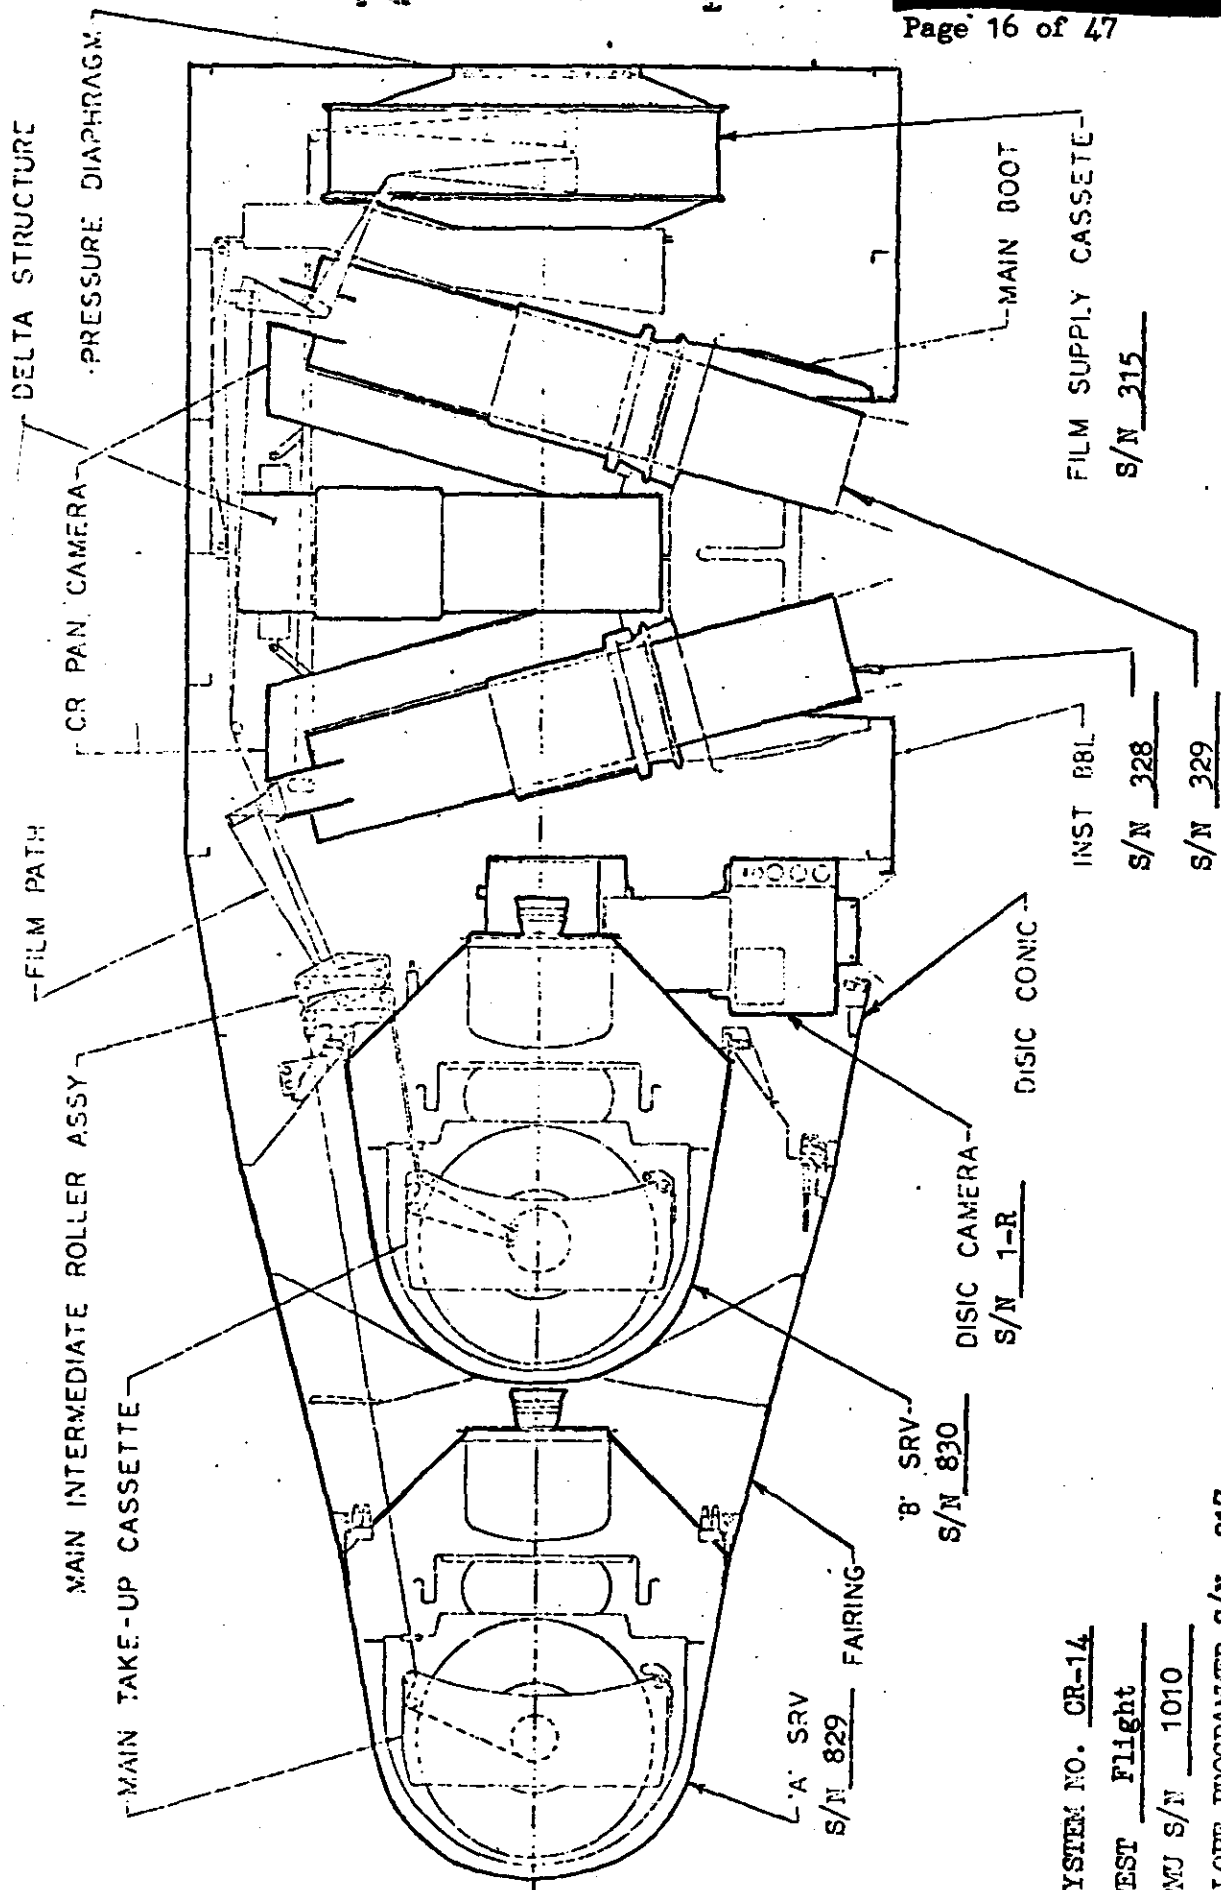 Page 16 of 47
DELTA STRUCTURE
PRESSURE DIAPHRAGM
CR PAN CAMERA
FILM PATH
MAIN INTERMEDIATE ROLLER ASSY
MAIN TAKE-UP CASSETTE
MAIN BOOT
FILM SUPPLY CASSETE
S/N 315
INST BBL
S/N 328
S/N 329
DISIC CONIC
DISIC CAMERA
S/N 1-R
'B' SRV
S/N 830
FAIRING
'A' SRV
S/N 829
YSTEM NO. CR-14
EST Flight
MU S/N 1010